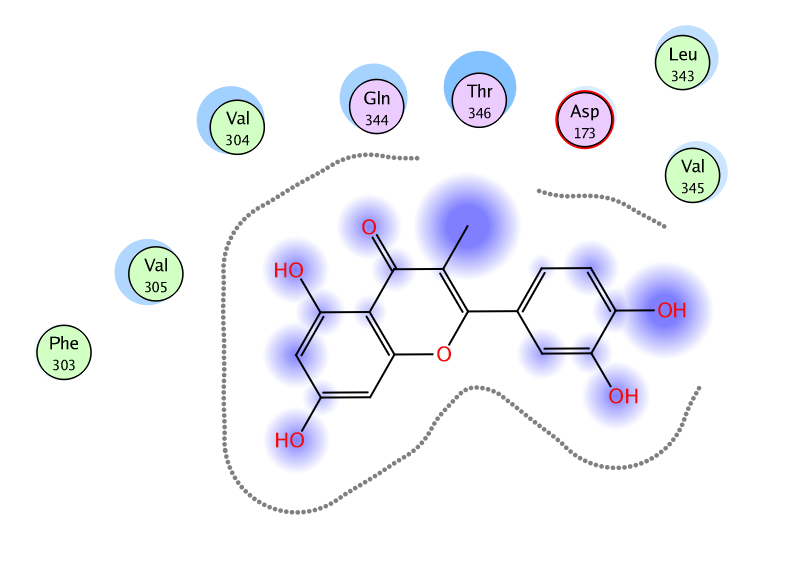 Leu
343
Gln
344
Thr
346
Asp
173
Val
304
Val
345
O
HO
Val
305
OH
Phe
303
O
OH
HO